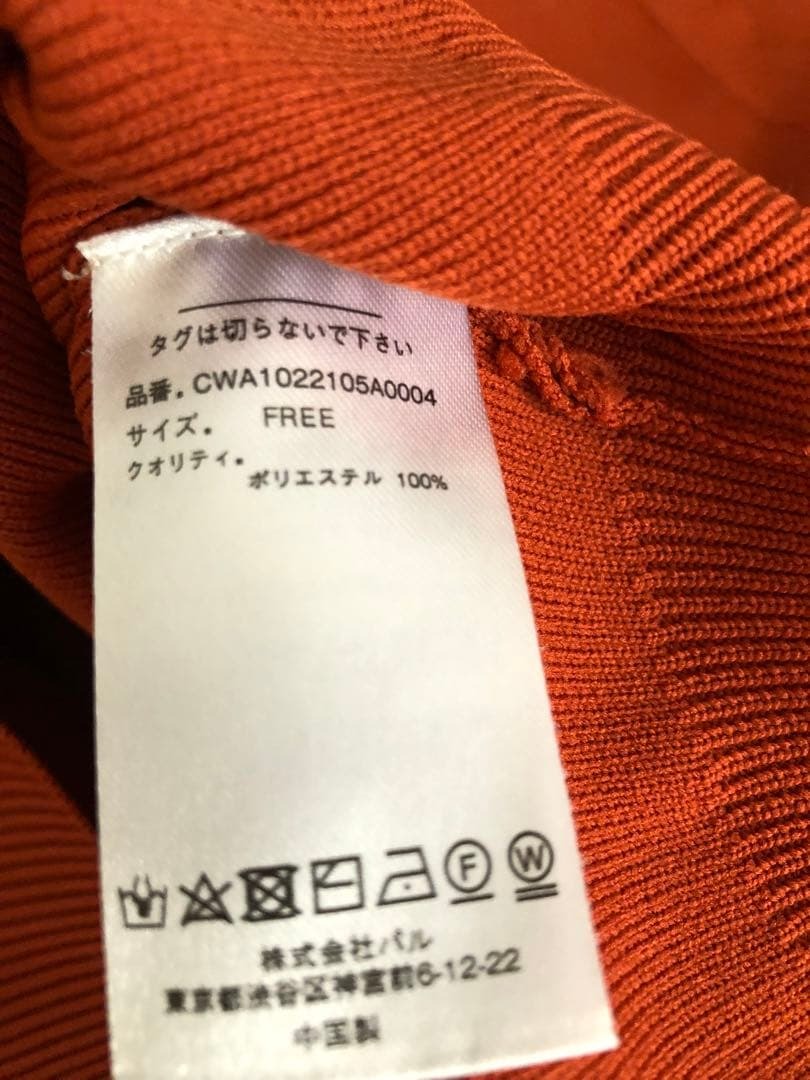 タグは切らないで下さい
品番. CWA1022105A0004
サイズ. FREE
クオリティ.
ポリエステル 100%
F W
株式会社パル
東京都渋谷区神宮前6-12-22
中国製